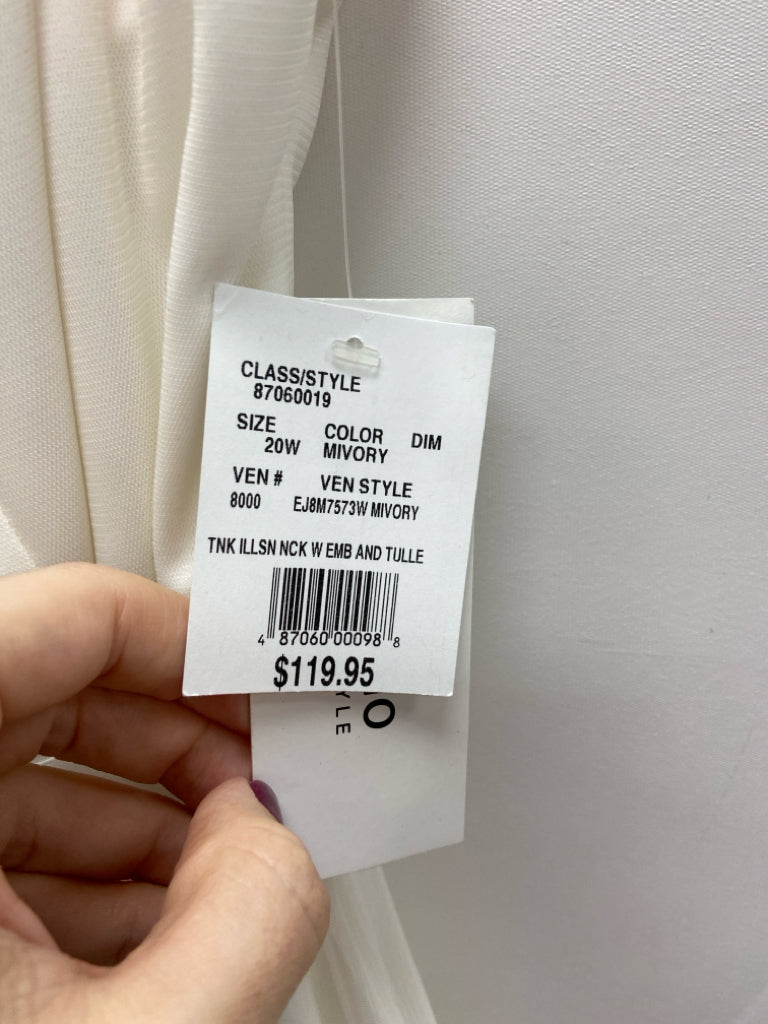 CLASS/STYLE
87060019
SIZE COLOR DIM
20W MIVORY
VEN # VEN STYLE
8000 EJ8M7573W MIVORY
TNK ILLSN NCK W EMB AND TULLE
4 87060 00098 8
$119.95
YLE